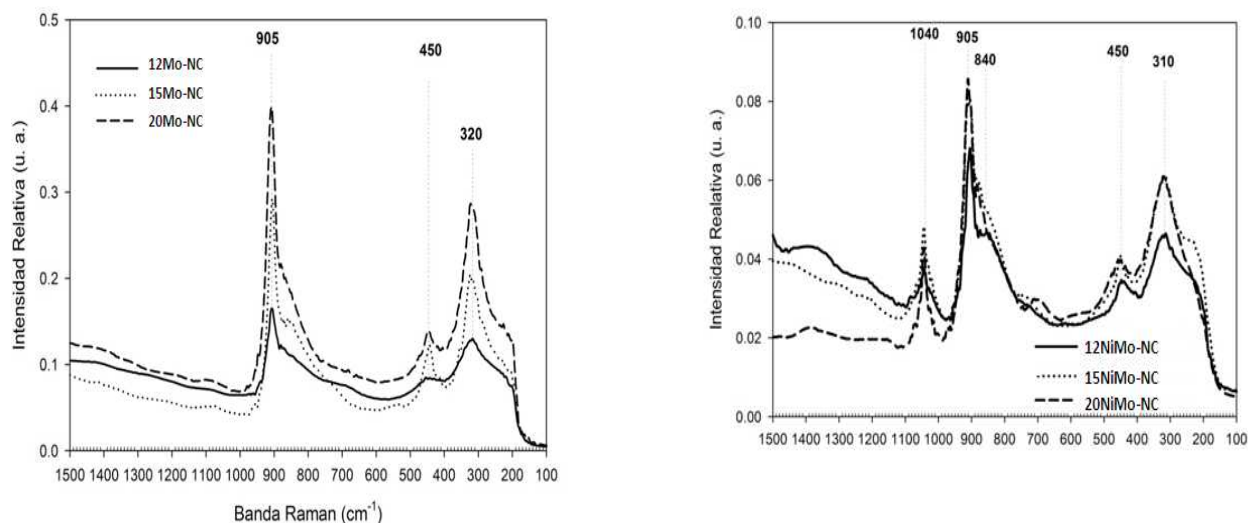 0.5
905
450
320
12Mo-NC
15Mo-NC
20Mo-NC
0.4
0.3
0.2
0.1
0.0
Intensidad Relativa (u. a.)
1500 1400 1300 1200 1100 1000 900 800 700 600 500 400 300 200 100
Banda Raman (cm-1)
0.10
1040
905
840
450
310
0.08
0.06
0.04
0.02
0.00
Intensidad Realativa (u. a.)
12NiMo-NC
15NiMo-NC
20NiMo-NC
1500 1400 1300 1200 1100 1000 900 800 700 600 500 400 300 200 100